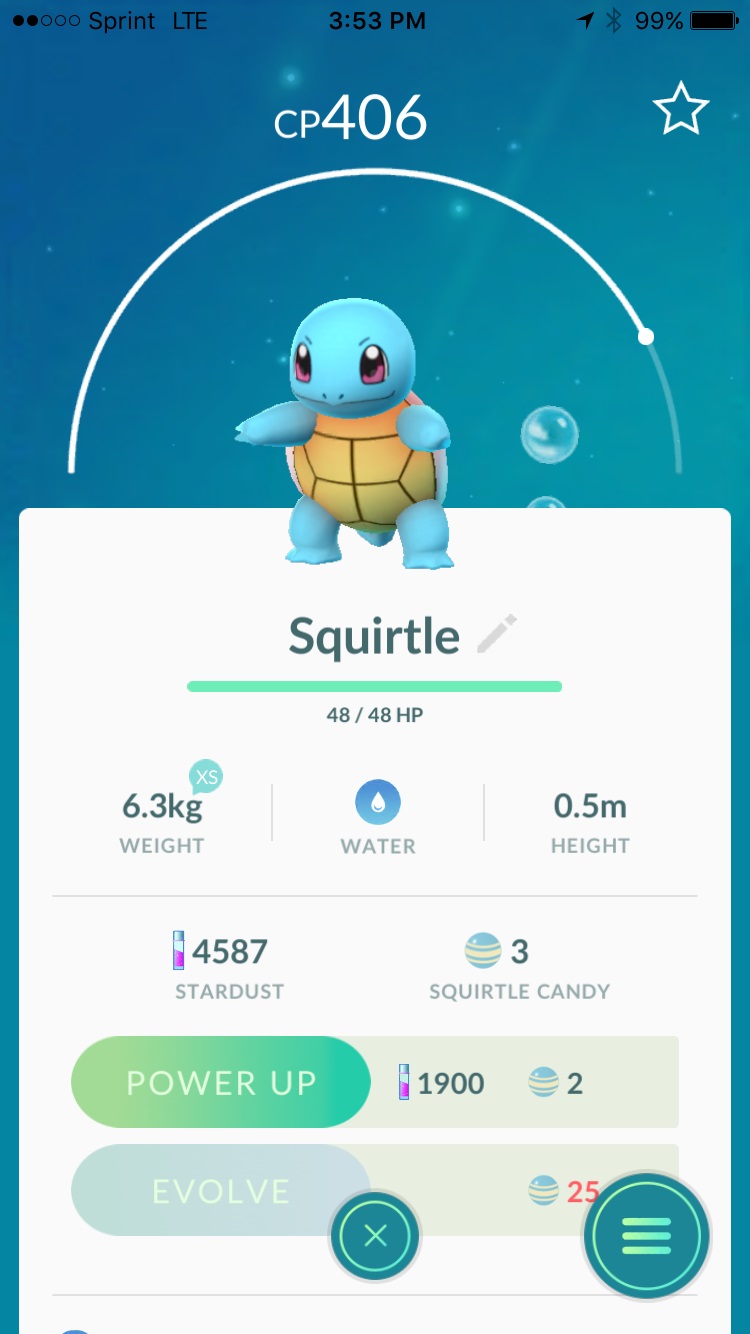 Sprint LTE 3:53 PM 99%
CP406
Squirtle
48 / 48 HP
XS
6.3kg 0.5m
WEIGHT WATER HEIGHT
4587 3
STARDUST SQUIRTLE CANDY
POWER UP 1900 2
EVOLVE 25